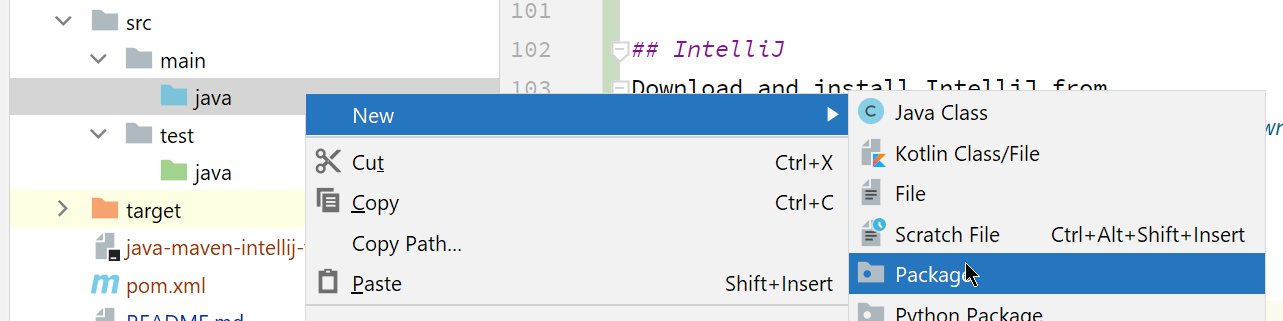 src
main
java
test
java
target
java-maven-intellij-
pom.xml
README.md
101
102
## IntelliJ
103
Download and install IntelliJ from
New
Cut
Ctrl+X
Copy
Ctrl+C
Copy Path...
Paste
Shift+Insert
Java Class
Kotlin Class/File
File
Scratch File
Ctrl+Alt+Shift+Insert
Package
Python Package